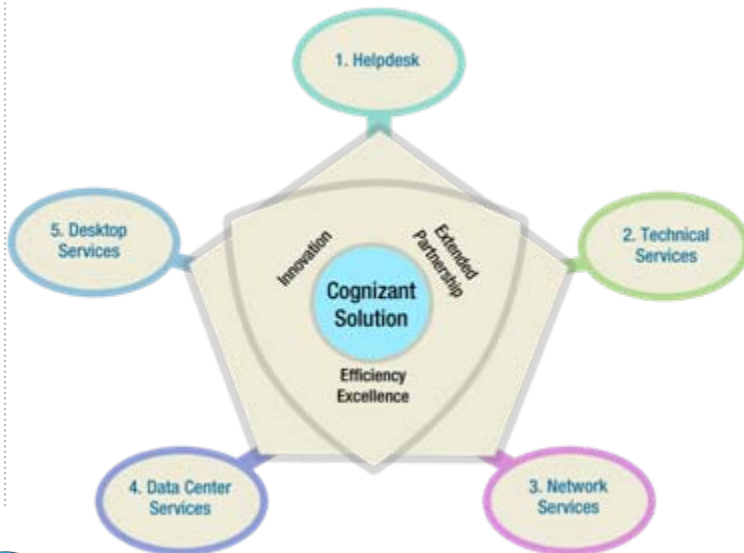 1. Helpdesk
2. Technical
Services
3. Network
Services
4. Data Center
Services
5. Desktop
Services
Innovation
Extended
Partnership
Cognizant
Solution
Efficiency
Excellence